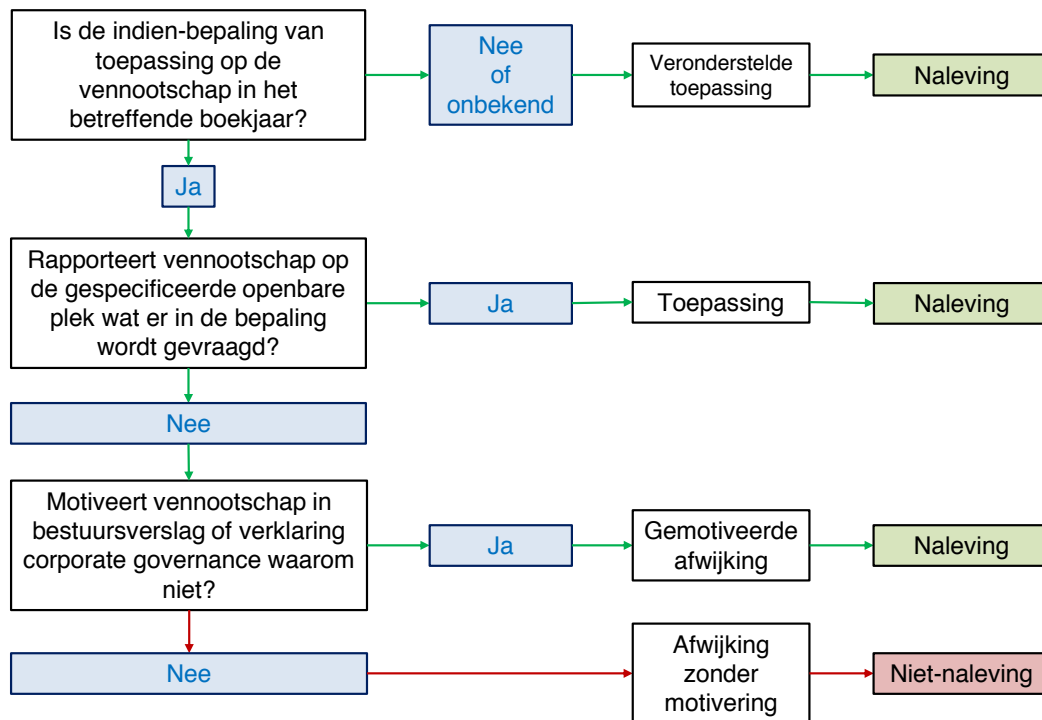 Is de indien-bepaling van
toepassing op de
vennootschap in het
betreffende boekjaar?
Nee
of
onbekend
Veronderstelde
toepassing
Naleving
Ja
Rapporteert vennootschap op
de gespecificeerde openbare
plek wat er in de bepaling
wordt gevraagd?
Ja
Toepassing
Naleving
Nee
Motiveert vennootschap in
bestuursverslag of verklaring
corporate governance waarom
niet?
Ja
Gemotiveerde
afwijking
Naleving
Nee
Afwijking
zonder
motivering
Niet-naleving